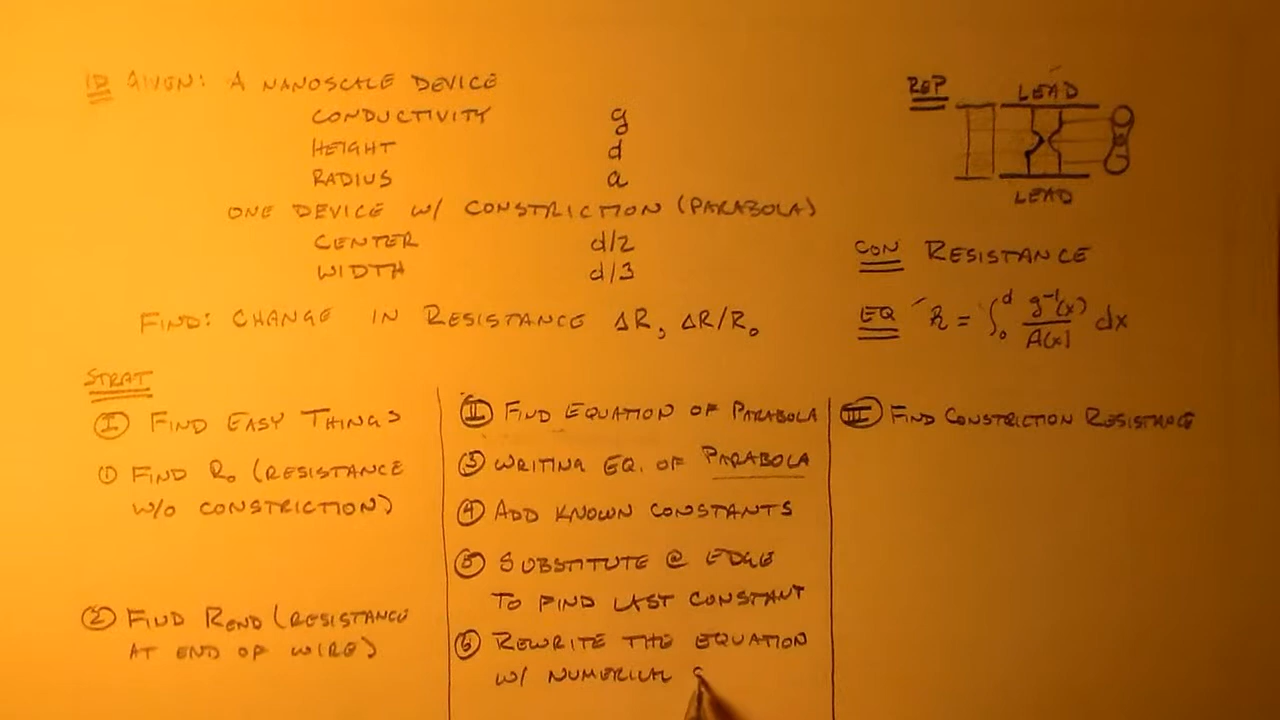 ID GIVEN: A NANOSCALE DEVICE
CONDUCTIVITY g
HEIGHT d
RADIUS a
ONE DEVICE W/ CONSTRICTION (PARABOLA)
CENTER d/2
WIDTH d/3
FIND: CHANGE IN RESISTANCE ΔR, ΔR/R₀
REP
LEAD
LEAD
CON RESISTANCE
EQ R = ∫₀ᵈ g⁻¹(x)/A(x) dx
STRAT
I FIND EASY THINGS
1 FIND R₀ (RESISTANCE
W/O CONSTRICTION)
2 FIND REND (RESISTANCE
AT END OF WIRE)
II FIND EQUATION OF PARABOLA
3 WRITING EQ. OF PARABOLA
4 ADD KNOWN CONSTANTS
5 SUBSTITUTE @ EDGE
TO FIND LAST CONSTANT
6 REWRITE THE EQUATION
W/ NUMERICAL
III FIND CONSTRICTION RESISTANCE